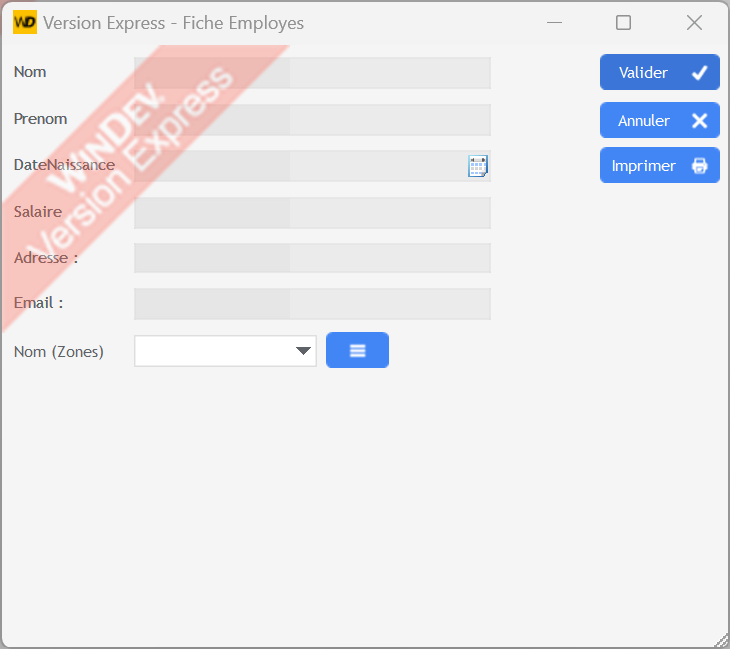 WD Version Express - Fiche Employes
Nom
Valider
Prenom
Annuler
DateNaissance
Imprimer
Salaire
Adresse :
Email :
Nom (Zones)
WINDEV
Version Express